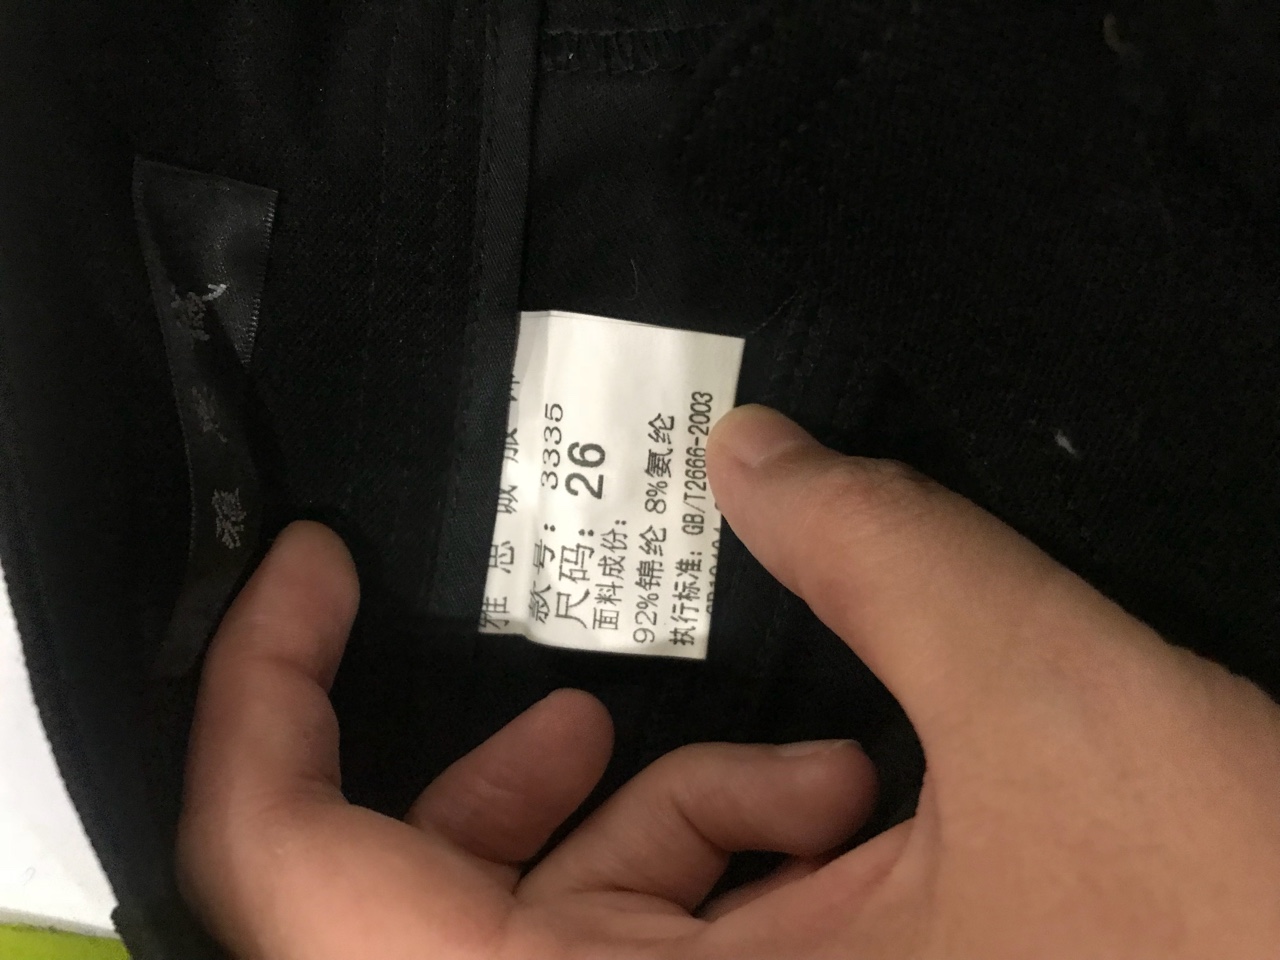 雅思诚服饰
款号：3335
尺码：26
面料成份：
92%锦纶 8%氨纶
执行标准：GB/T2666-2003